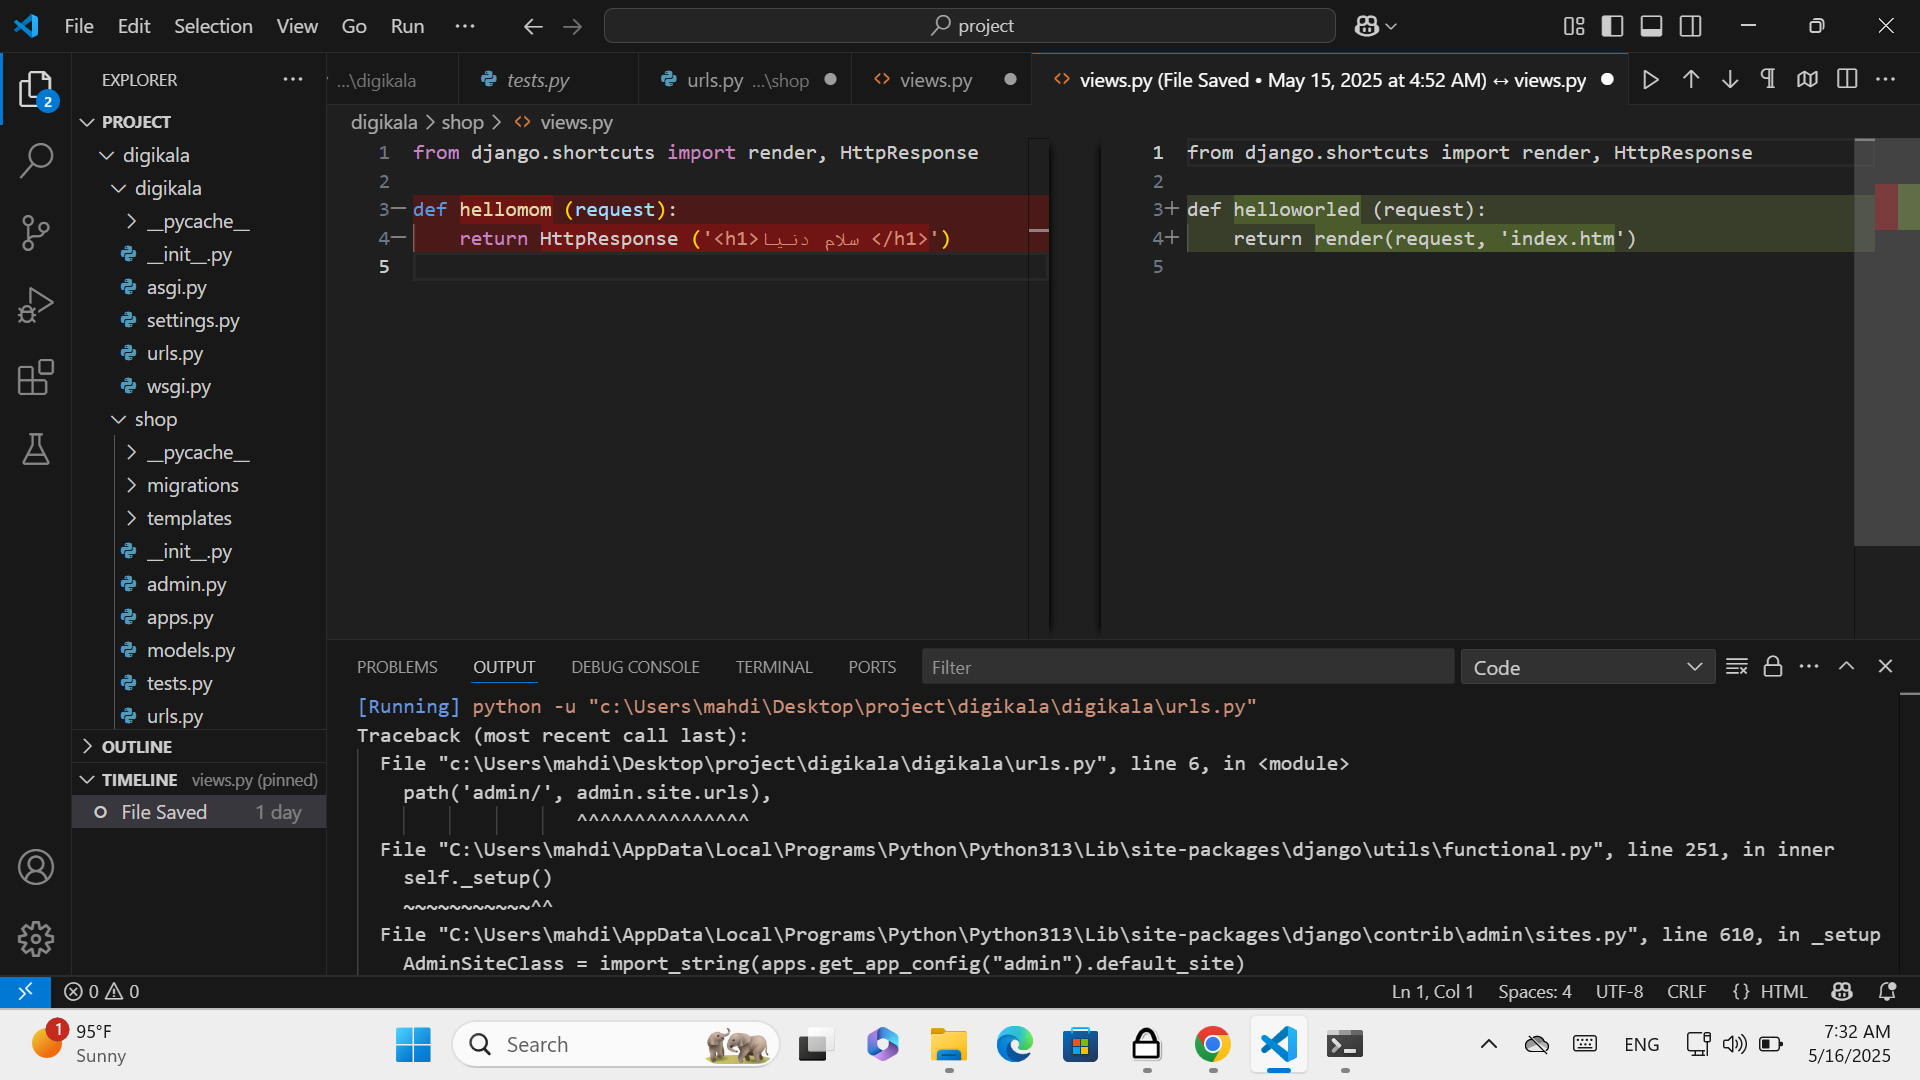 File Edit Selection View Go Run ··· project
EXPLORER ···
PROJECT
digikala
digikala
__pycache__
__init__.py
asgi.py
settings.py
urls.py
wsgi.py
shop
__pycache__
migrations
templates
__init__.py
admin.py
apps.py
models.py
tests.py
urls.py
OUTLINE
TIMELINE views.py (pinned)
File Saved 1 day
2
...\digikala tests.py urls.py ...\shop views.py views.py (File Saved • May 15, 2025 at 4:52 AM) ↔ views.py
digikala > shop > views.py
1 from django.shortcuts import render, HttpResponse
2
3 def hellomom (request):
4 return HttpResponse ('<h1>سلام دنیا </h1>')
5
1 from django.shortcuts import render, HttpResponse
2
3+ def helloworled (request):
4+ return render(request, 'index.htm')
5
PROBLEMS OUTPUT DEBUG CONSOLE TERMINAL PORTS Filter Code
[Running] python -u "c:\Users\mahdi\Desktop\project\digikala\digikala\urls.py"
Traceback (most recent call last):
File "c:\Users\mahdi\Desktop\project\digikala\digikala\urls.py", line 6, in <module>
path('admin/', admin.site.urls),
^^^^^^^^^^^^^^^
File "C:\Users\mahdi\AppData\Local\Programs\Python\Python313\Lib\site-packages\django\utils\functional.py", line 251, in inner
self._setup()
~~~~~~~~~~~^^
File "C:\Users\mahdi\AppData\Local\Programs\Python\Python313\Lib\site-packages\django\contrib\admin\sites.py", line 610, in _setup
AdminSiteClass = import_string(apps.get_app_config("admin").default_site)
0 0 Ln 1, Col 1 Spaces: 4 UTF-8 CRLF {} HTML
1 95°F
Sunny
Search
ENG
7:32 AM
5/16/2025